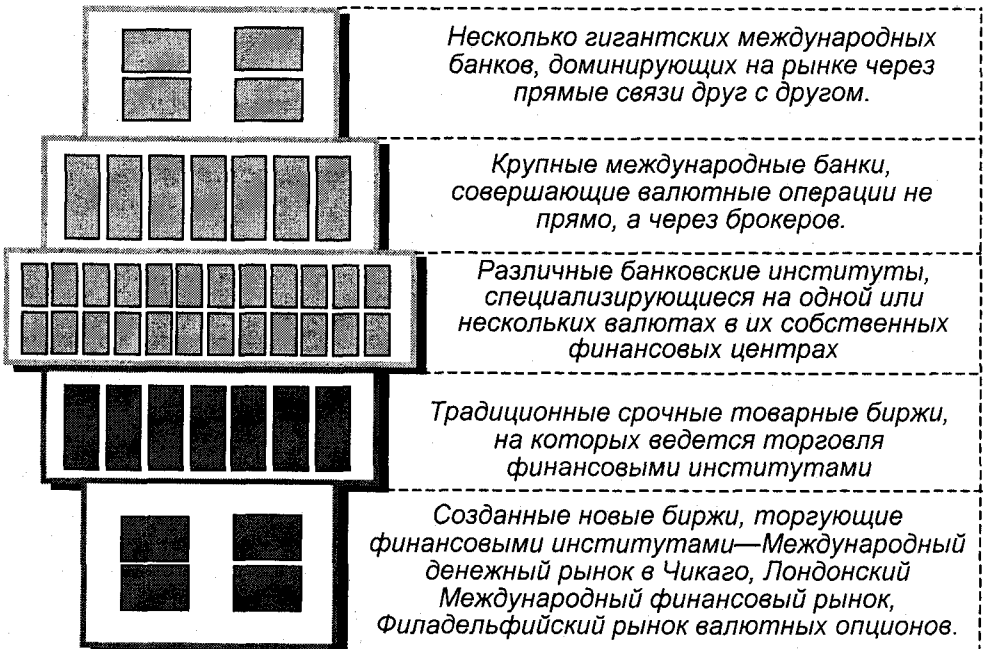 Несколько гигантских международных
банков, доминирующих на рынке через
прямые связи друг с другом.
Крупные международные банки,
совершающие валютные операции не
прямо, а через брокеров.
Различные банковские институты,
специализирующиеся на одной или
нескольких валютах в их собственных
финансовых центрах
Традиционные срочные товарные биржи,
на которых ведется торговля
финансовыми институтами
Созданные новые биржи, торгующие
финансовыми институтами—Международный
денежный рынок в Чикаго, Лондонский
Международный финансовый рынок,
Филадельфийский рынок валютных опционов.